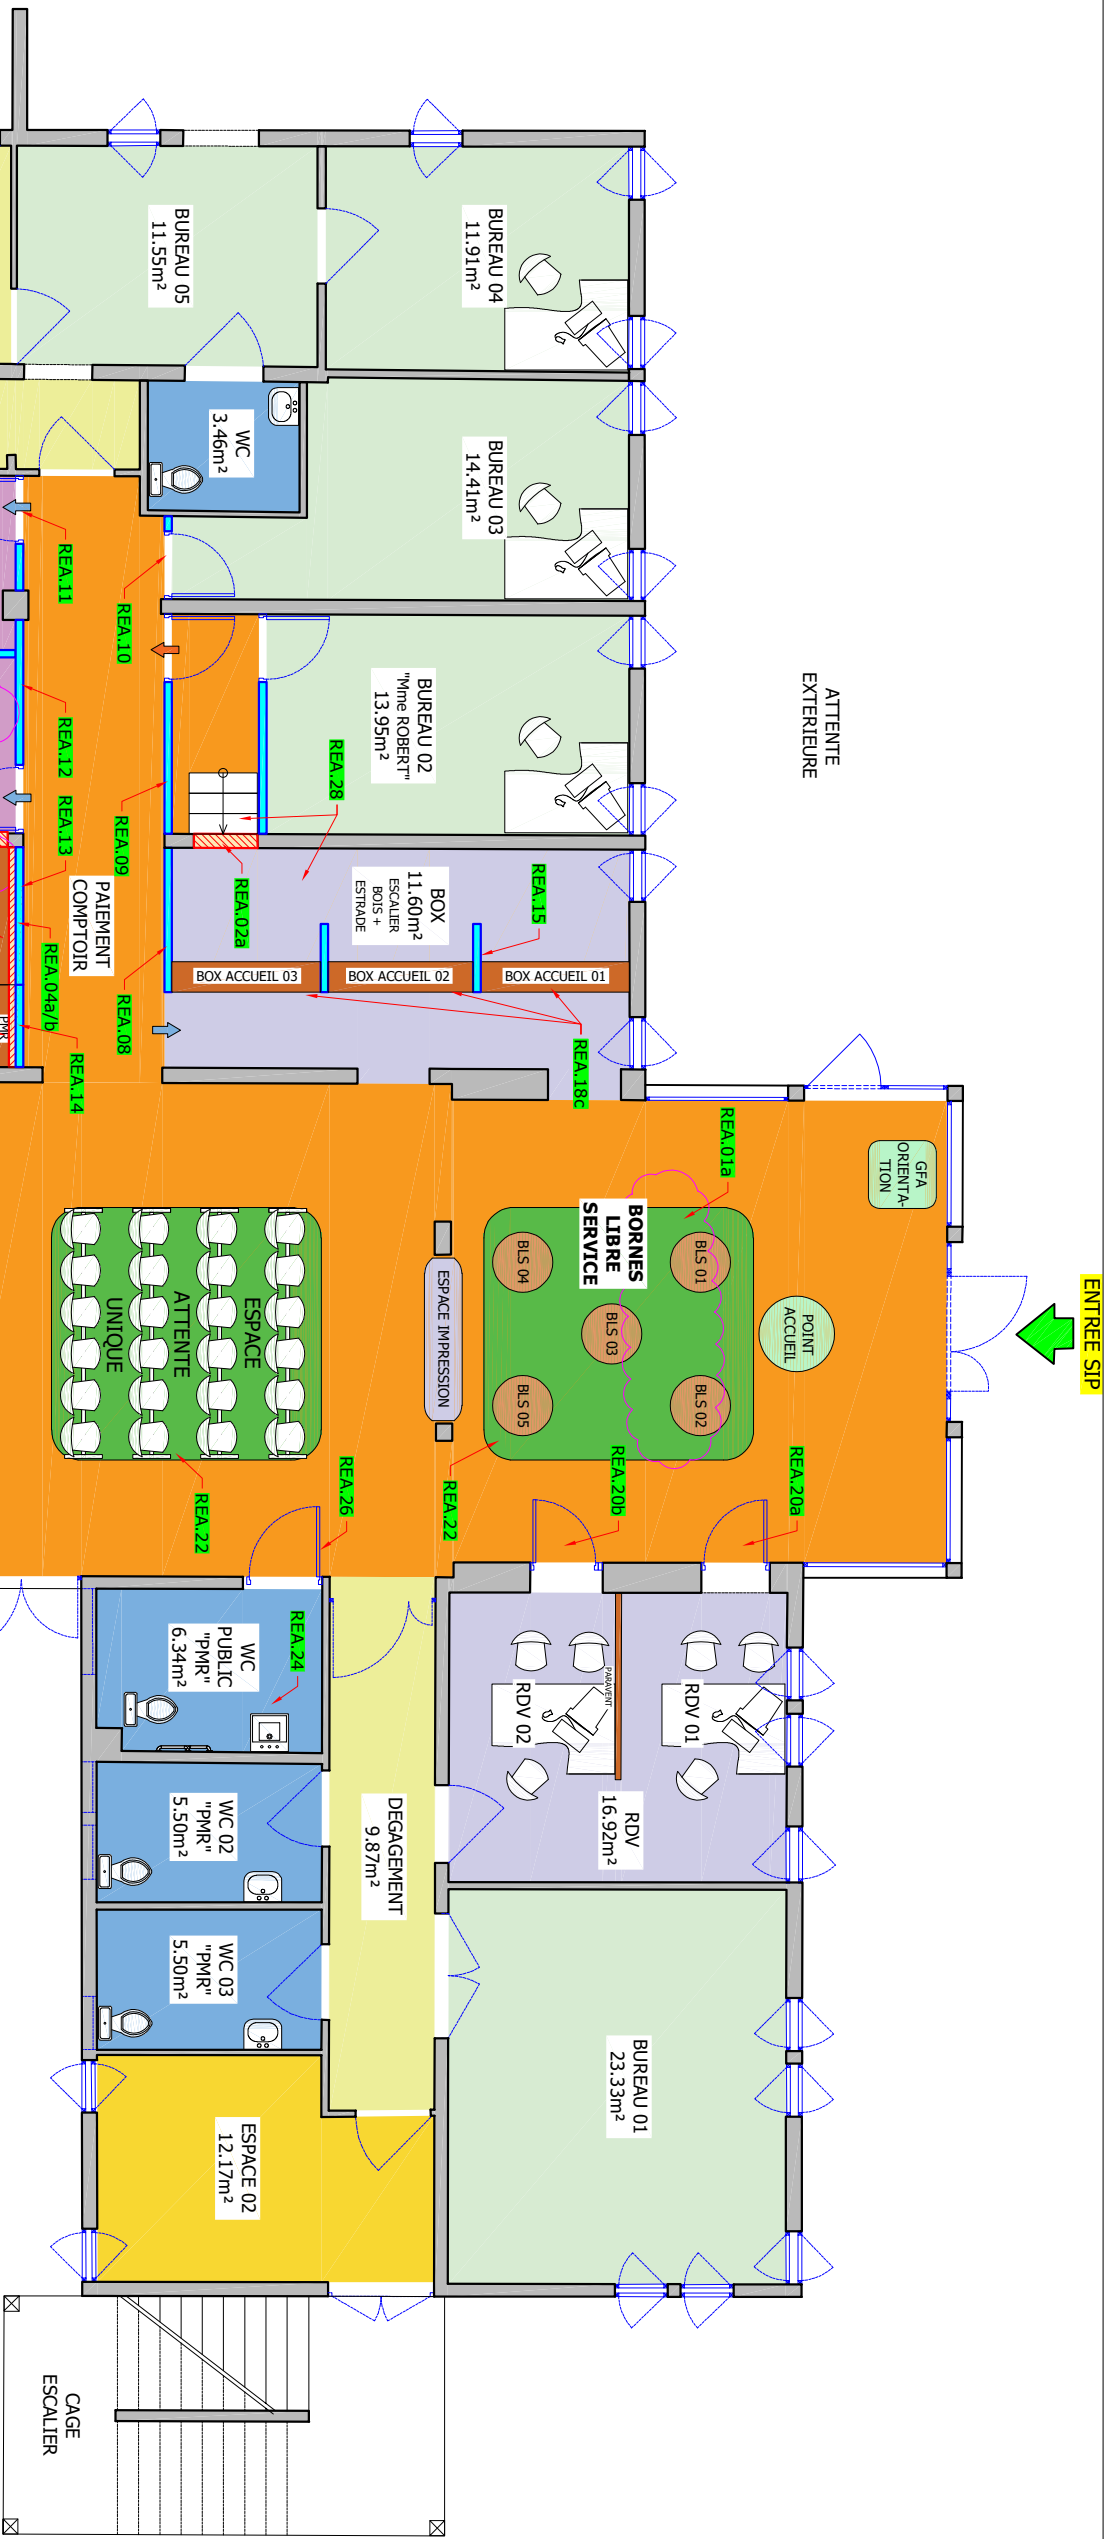 ENTREE SIP
ATTENTE
EXTERIEURE
GFA
ORIENTA-
TION
POINT
ACCUEIL
BUREAU 04
11.91m²
BUREAU 03
14.41m²
BUREAU 02
"Mme ROBERT"
13.95m²
BUREAU 05
11.55m²
WC
3.46m²
BOX
11.60m²
ESCALIER
BOIS +
ESTRADE
BOX ACCUEIL 01
BOX ACCUEIL 02
BOX ACCUEIL 03
REA.15
REA.18c
REA.28
REA.02a
REA.01a
BORNES
LIBRE
SERVICE
BLS 01
BLS 02
BLS 03
BLS 04
BLS 05
ESPACE IMPRESSION
REA.20a
REA.20b
REA.22
REA.26
ESPACE
ATTENTE
UNIQUE
REA.22
REA.11
REA.10
REA.12
REA.09
REA.13
PAIEMENT
COMPTOIR
REA.04a/b
REA.08
REA.14
PMR
RDV 01
PARAVENT
RDV 02
RDV
16.92m²
BUREAU 01
23.33m²
DEGAGEMENT
9.87m²
REA.24
WC
PUBLIC
"PMR"
6.34m²
WC 02
"PMR"
5.50m²
WC 03
"PMR"
5.50m²
ESPACE 02
12.17m²
CAGE
ESCALIER